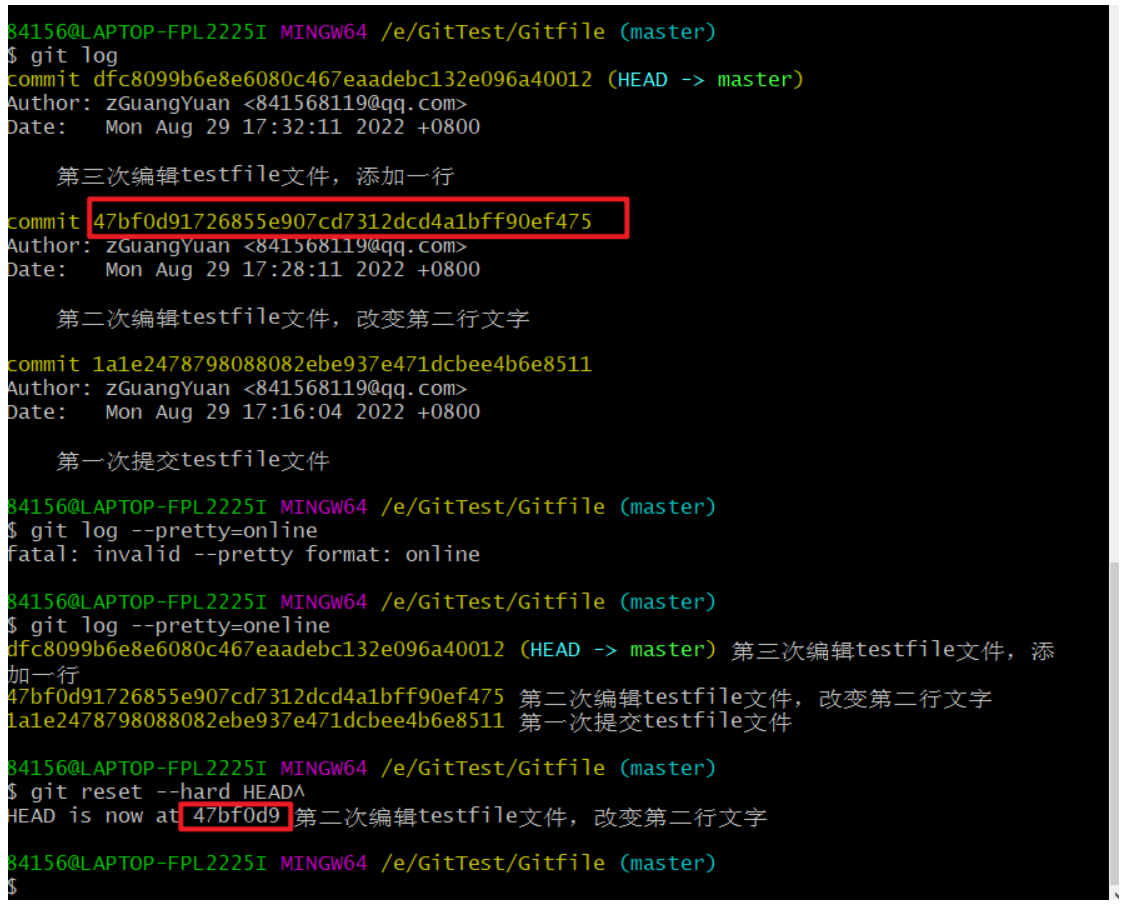 84156@LAPTOP-FPL2225I MINGW64 /e/GitTest/Gitfile (master)
$ git log
commit dfc8099b6e8e6080c467eaadebc132e096a40012 (HEAD -> master)
Author: zGuangYuan <841568119@qq.com>
Date:   Mon Aug 29 17:32:11 2022 +0800
    第三次编辑testfile文件，添加一行
commit 47bf0d91726855e907cd7312dcd4a1bff90ef475
Author: zGuangYuan <841568119@qq.com>
Date:   Mon Aug 29 17:28:11 2022 +0800
    第二次编辑testfile文件，改变第二行文字
commit 1a1e2478798088082ebe937e471dcbee4b6e8511
Author: zGuangYuan <841568119@qq.com>
Date:   Mon Aug 29 17:16:04 2022 +0800
    第一次提交testfile文件
84156@LAPTOP-FPL2225I MINGW64 /e/GitTest/Gitfile (master)
$ git log --pretty=online
fatal: invalid --pretty format: online
84156@LAPTOP-FPL2225I MINGW64 /e/GitTest/Gitfile (master)
$ git log --pretty=oneline
dfc8099b6e8e6080c467eaadebc132e096a40012 (HEAD -> master) 第三次编辑testfile文件，添
加一行
47bf0d91726855e907cd7312dcd4a1bff90ef475 第二次编辑testfile文件，改变第二行文字
1a1e2478798088082ebe937e471dcbee4b6e8511 第一次提交testfile文件
84156@LAPTOP-FPL2225I MINGW64 /e/GitTest/Gitfile (master)
$ git reset --hard HEAD^
HEAD is now at 47bf0d9 第二次编辑testfile文件，改变第二行文字
84156@LAPTOP-FPL2225I MINGW64 /e/GitTest/Gitfile (master)
$